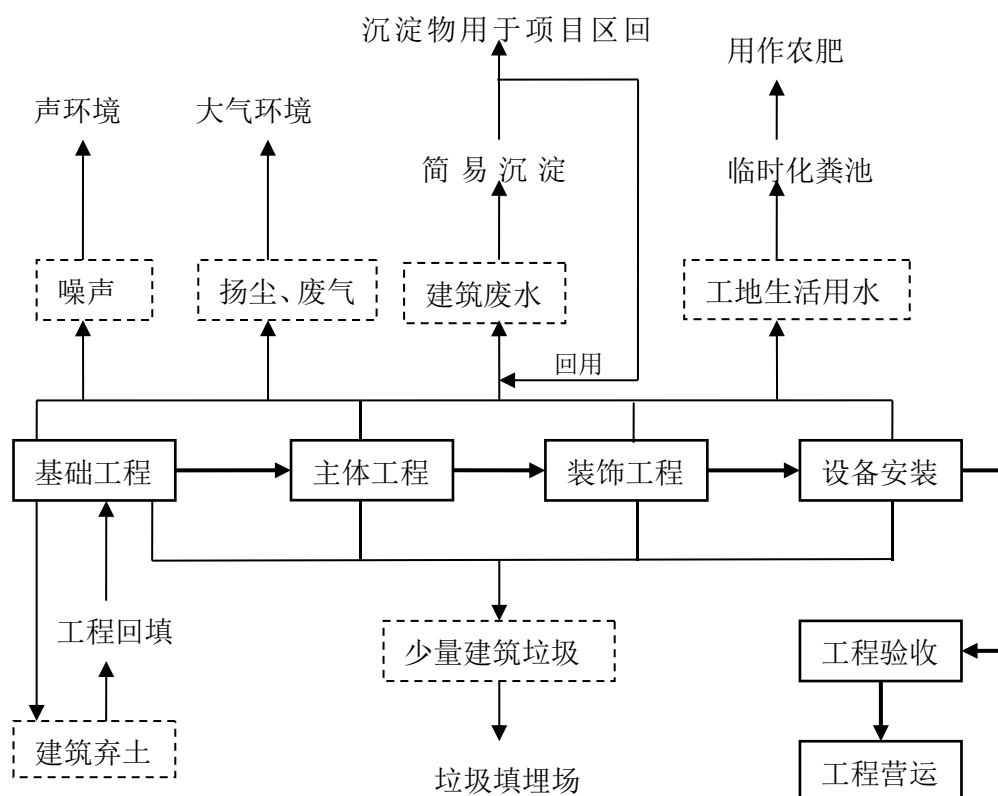 沉淀物用于项目区回
用作农肥
声环境
大气环境
简易沉淀
临时化粪池
噪声
扬尘、废气
建筑废水
工地生活用水
回用
基础工程
主体工程
装饰工程
设备安装
工程回填
少量建筑垃圾
工程验收
建筑弃土
垃圾填埋场
工程营运